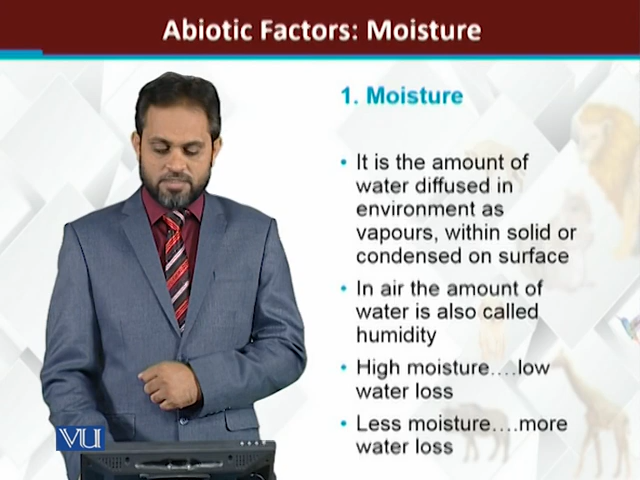 Abiotic Factors: Moisture
1. Moisture
• It is the amount of
water diffused in
environment as
vapours, within solid or
condensed on surface
• In air the amount of
water is also called
humidity
• High moisture….low
water loss
• Less moisture….more
water loss
VU